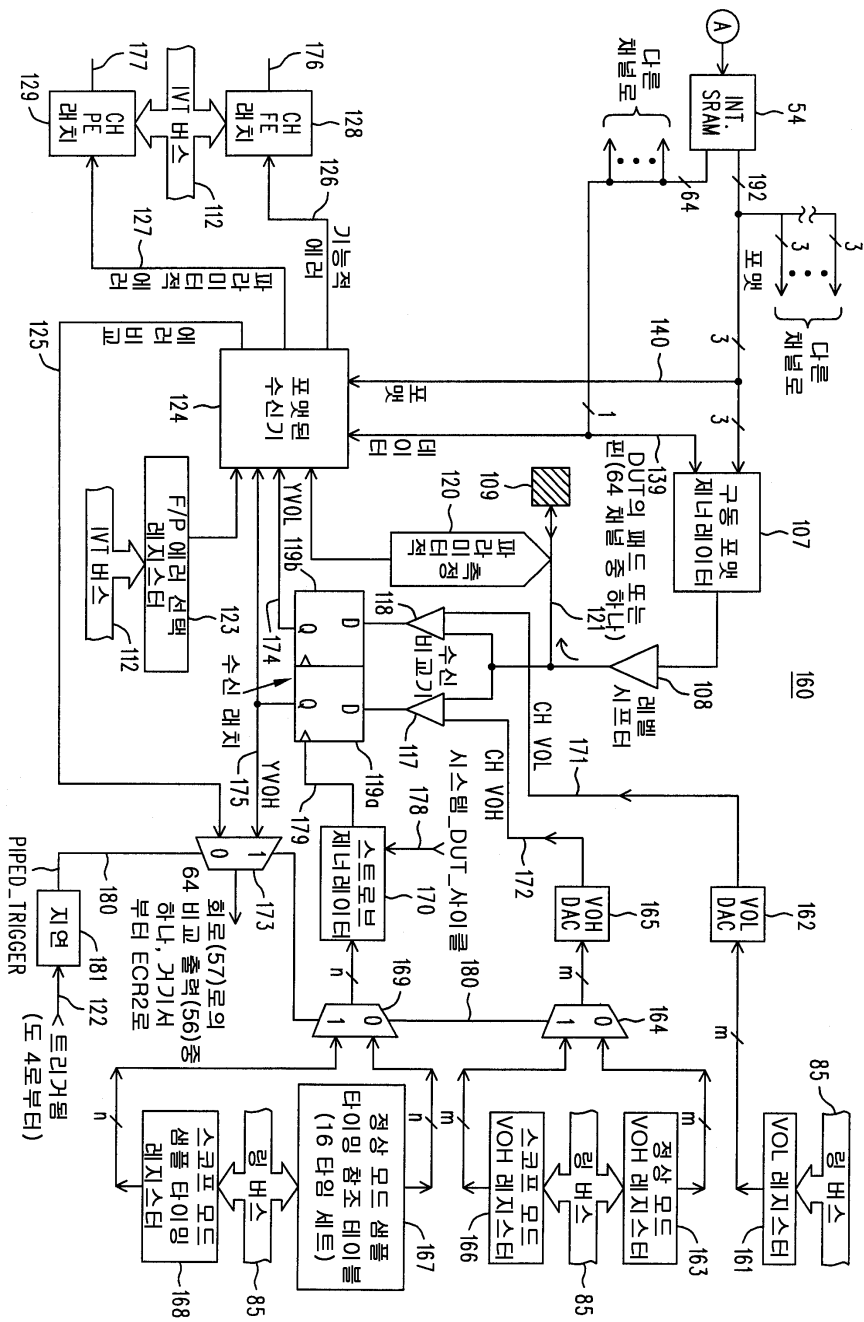 160
A
INT.
SRAM
54
192
64
다른
채널로
3
3
포맷
다른
채널로
3
3
140
포맷
1
데이터
139
구동 포맷
제너레이터
107
레벨
시프터
108
DUT의 패드 또는
핀(64 채널 중 하나)
109
121
파라미터적
측정
120
수신
비교기
118
117
CH VOL
171
CH VOH
172
VOL
DAC
162
VOH
DAC
165
m
VOL 레지스터
161
링 버스
85
정상 모드
VOH 레지스터
163
링 버스
85
스코프 모드
VOH 레지스터
166
m
m
m
0
1
164
180
0
1
169
n
정상 모드 샘플
타이밍 참조 테이블
(16 타임 세트)
167
링 버스
85
스코프 모드
샘플 타이밍
레지스터
168
n
n
스트로브
제너레이터
170
시스템_DUT_사이클
178
179
D
Q
D
Q
119a
119b
수신 래치
YVOL
174
YVOH
175
포맷된
수신기
124
F/P 에러 선택
레지스터
123
IVT 버스
112
기능적
에러
126
파라미터적
에러
127
에러 비교
125
CH
FE
래치
128
176
IVT 버스
112
CH
PE
래치
129
177
1
0
173
회로(57)로의
64 비교 출력(56)중
하나, 거기서
부터 ECR2로
180
PIPED_TRIGGER
지연
181
122
<트리거됨
(도 4로부터)